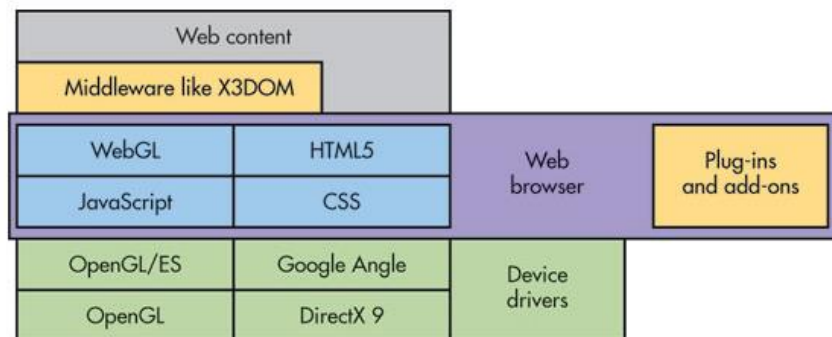 Web content
Middleware like X3DOM
WebGL
HTML5
Web
browser
Plug-ins
and add-ons
JavaScript
CSS
OpenGL/ES
Google Angle
Device
drivers
OpenGL
DirectX 9